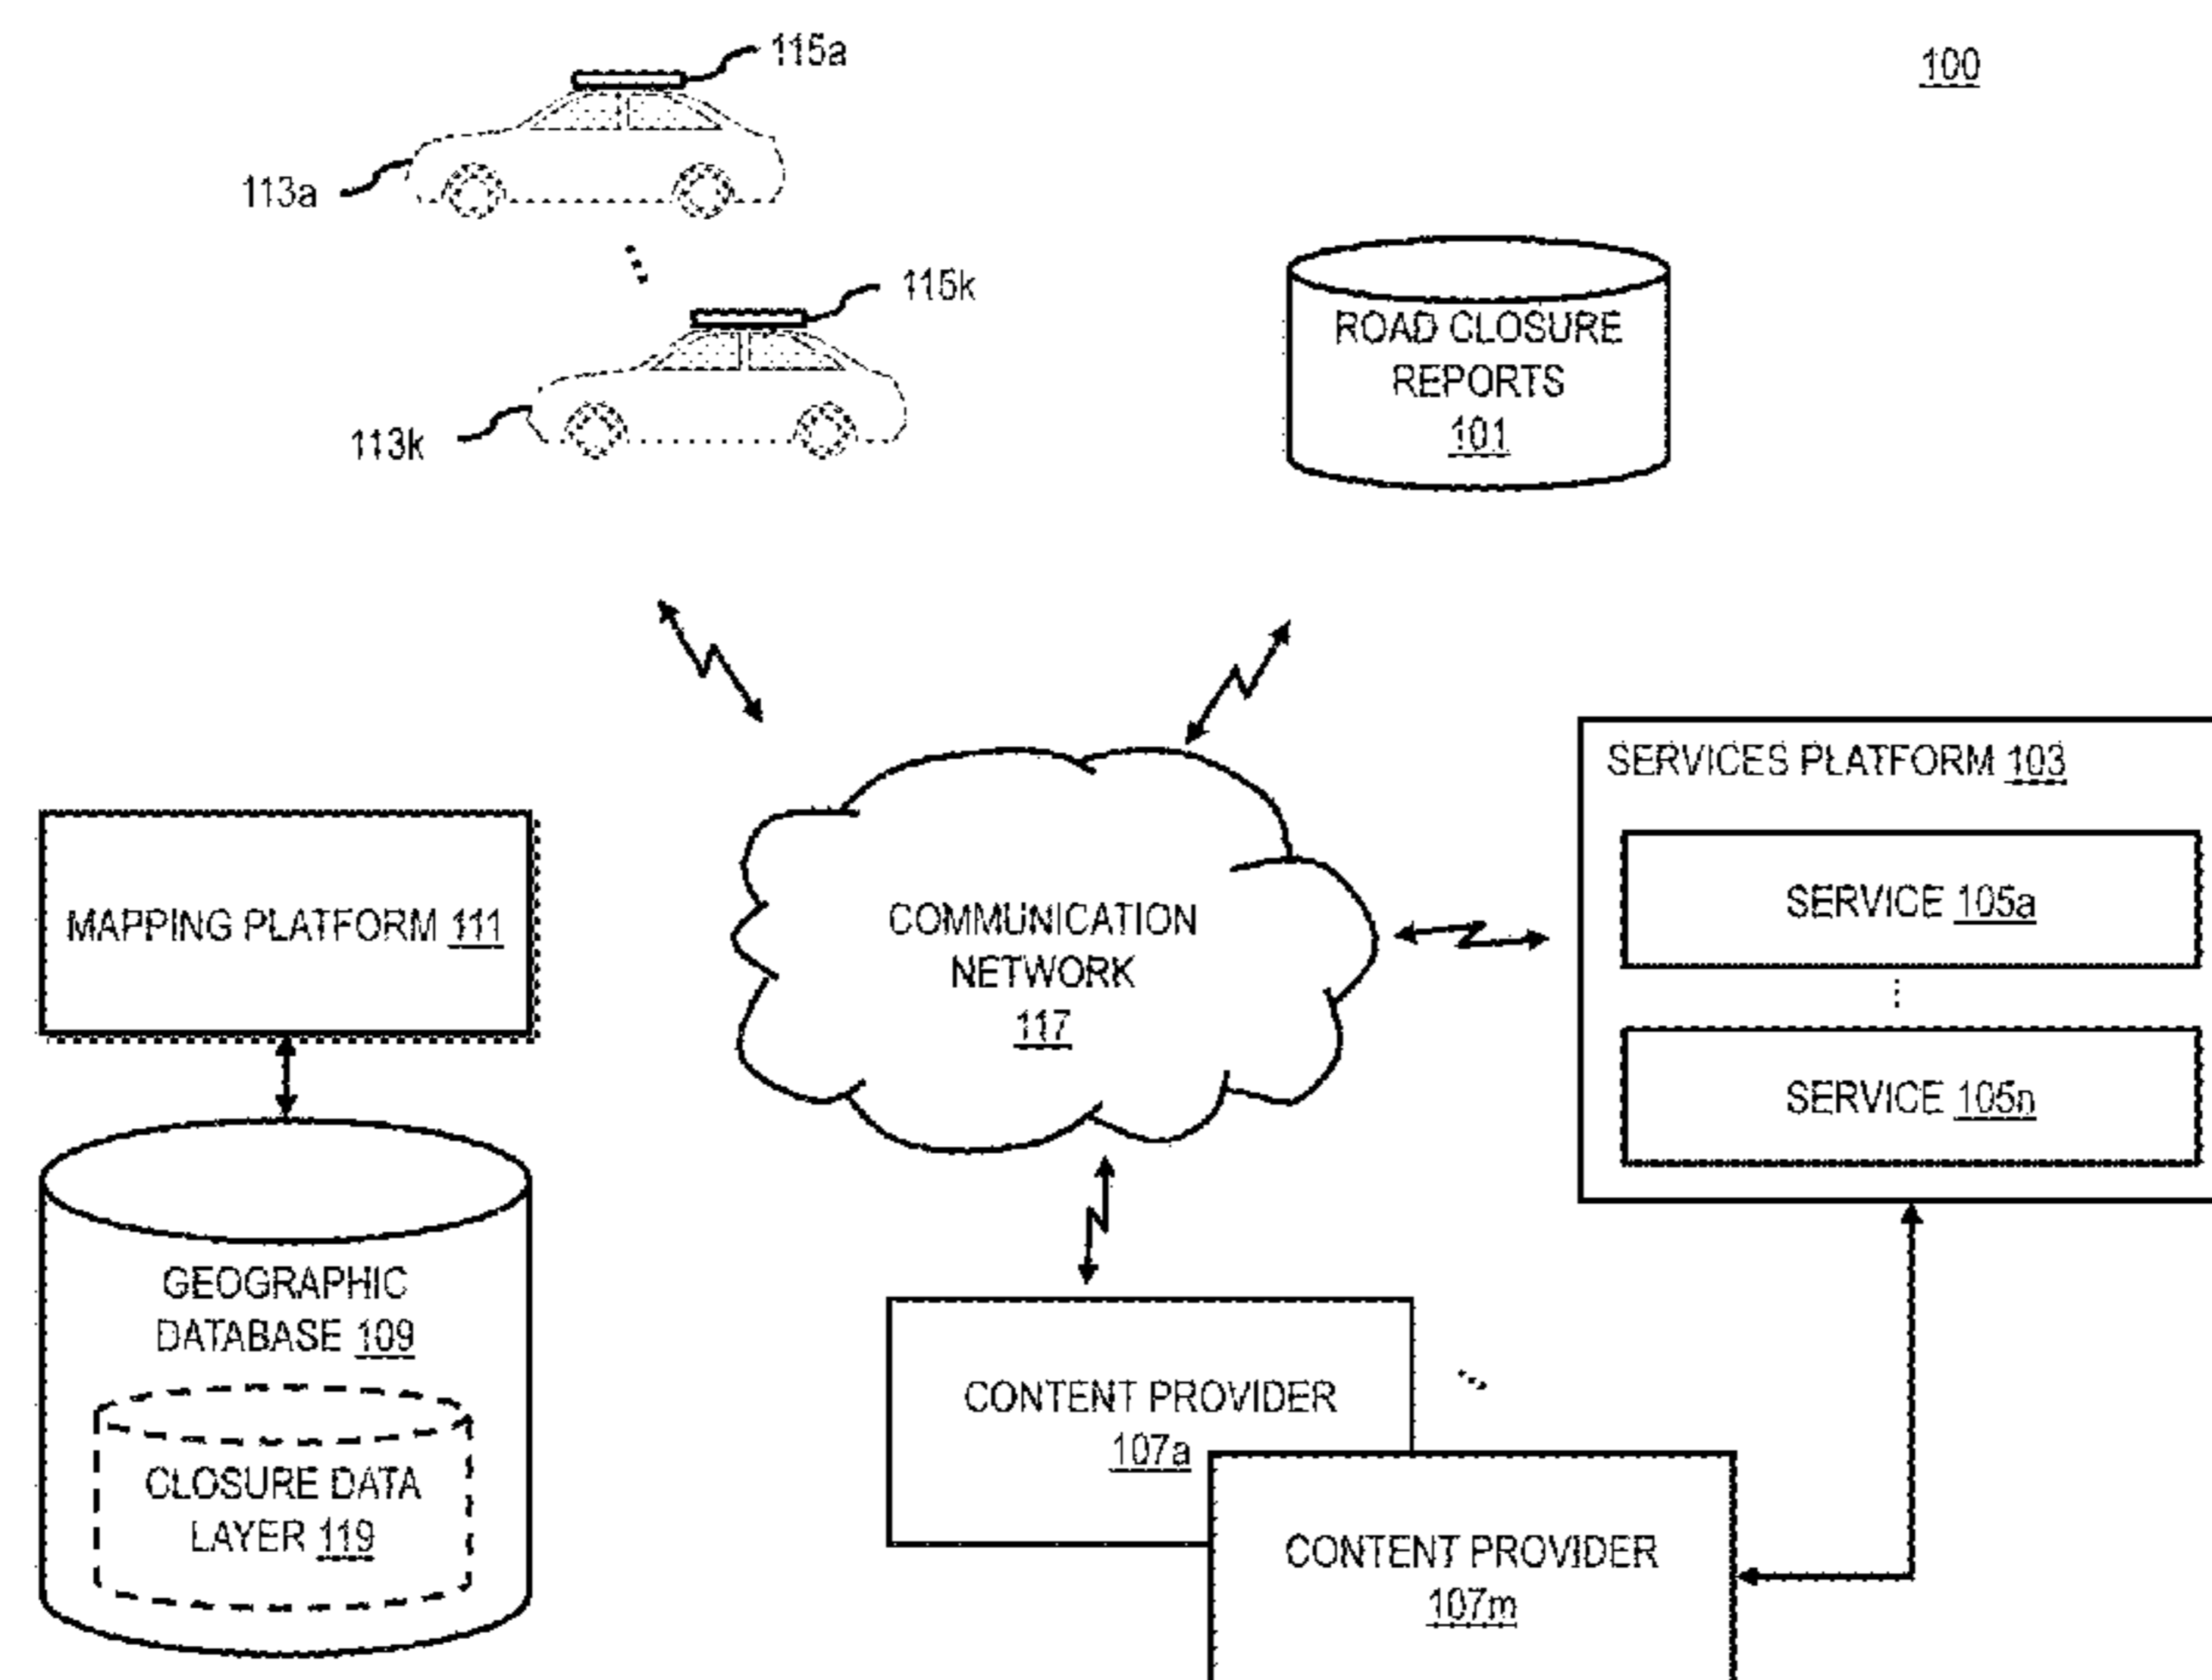 115a
100
113a
115k
113k
ROAD CLOSURE
REPORTS
101
SERVICES PLATFORM 103
SERVICE 105a
SERVICE 105n
MAPPING PLATFORM 111
COMMUNICATION
NETWORK
117
GEOGRAPHIC
DATABASE 109
CLOSURE DATA
LAYER 119
CONTENT PROVIDER
107a
CONTENT PROVIDER
107m